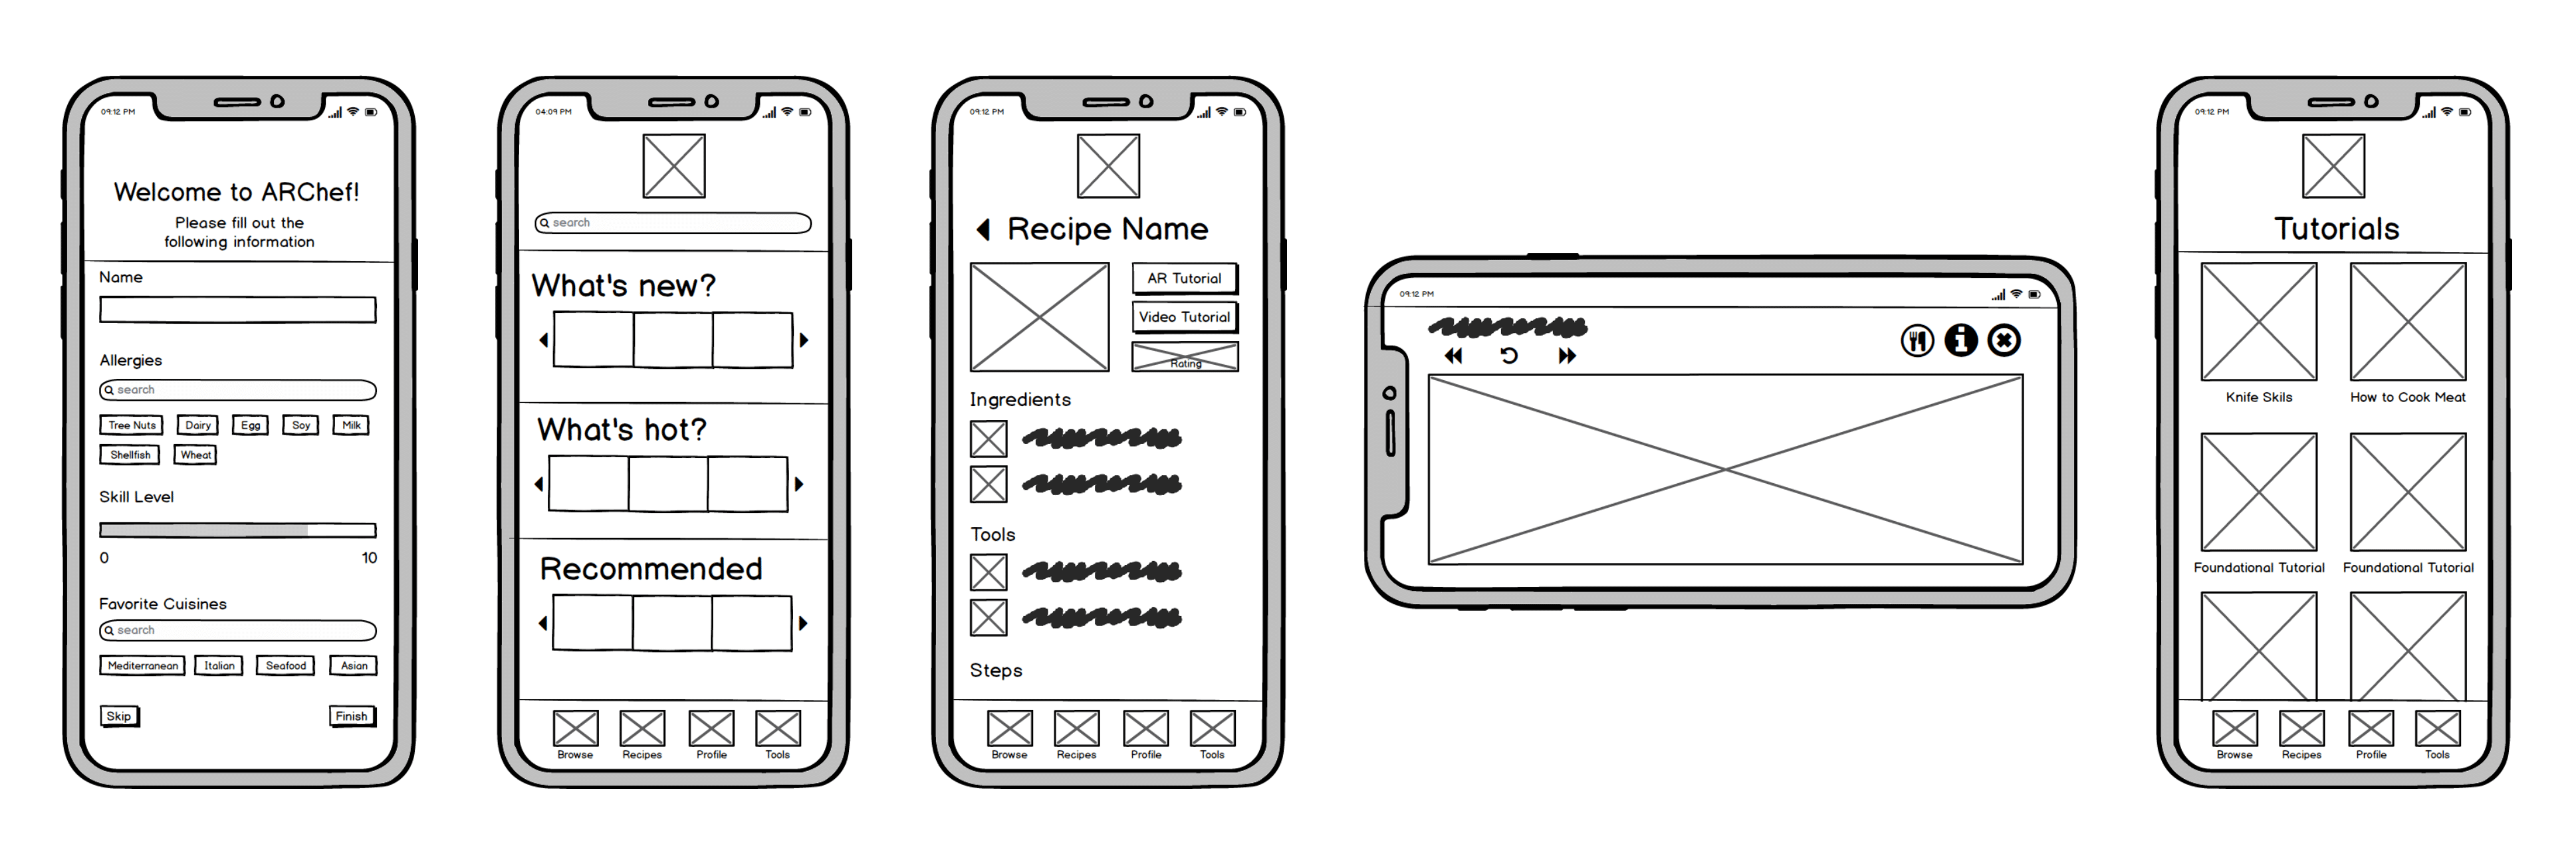 09:12 PM
Welcome to ARChef!
Please fill out the
following information
Name
Allergies
search
Tree Nuts Dairy Egg Soy Milk
Shellfish Wheat
Skill Level
0 10
Favorite Cuisines
search
Mediterranean Italian Seafood Asian
Skip Finish
04:09 PM
search
What's new?
What's hot?
Recommended
Browse Recipes Profile Tools
09:12 PM
Recipe Name
AR Tutorial
Video Tutorial
Rating
Ingredients
Tools
Steps
Browse Recipes Profile Tools
09:12 PM
09:12 PM
Tutorials
Knife Skils How to Cook Meat
Foundational Tutorial Foundational Tutorial
Browse Recipes Profile Tools